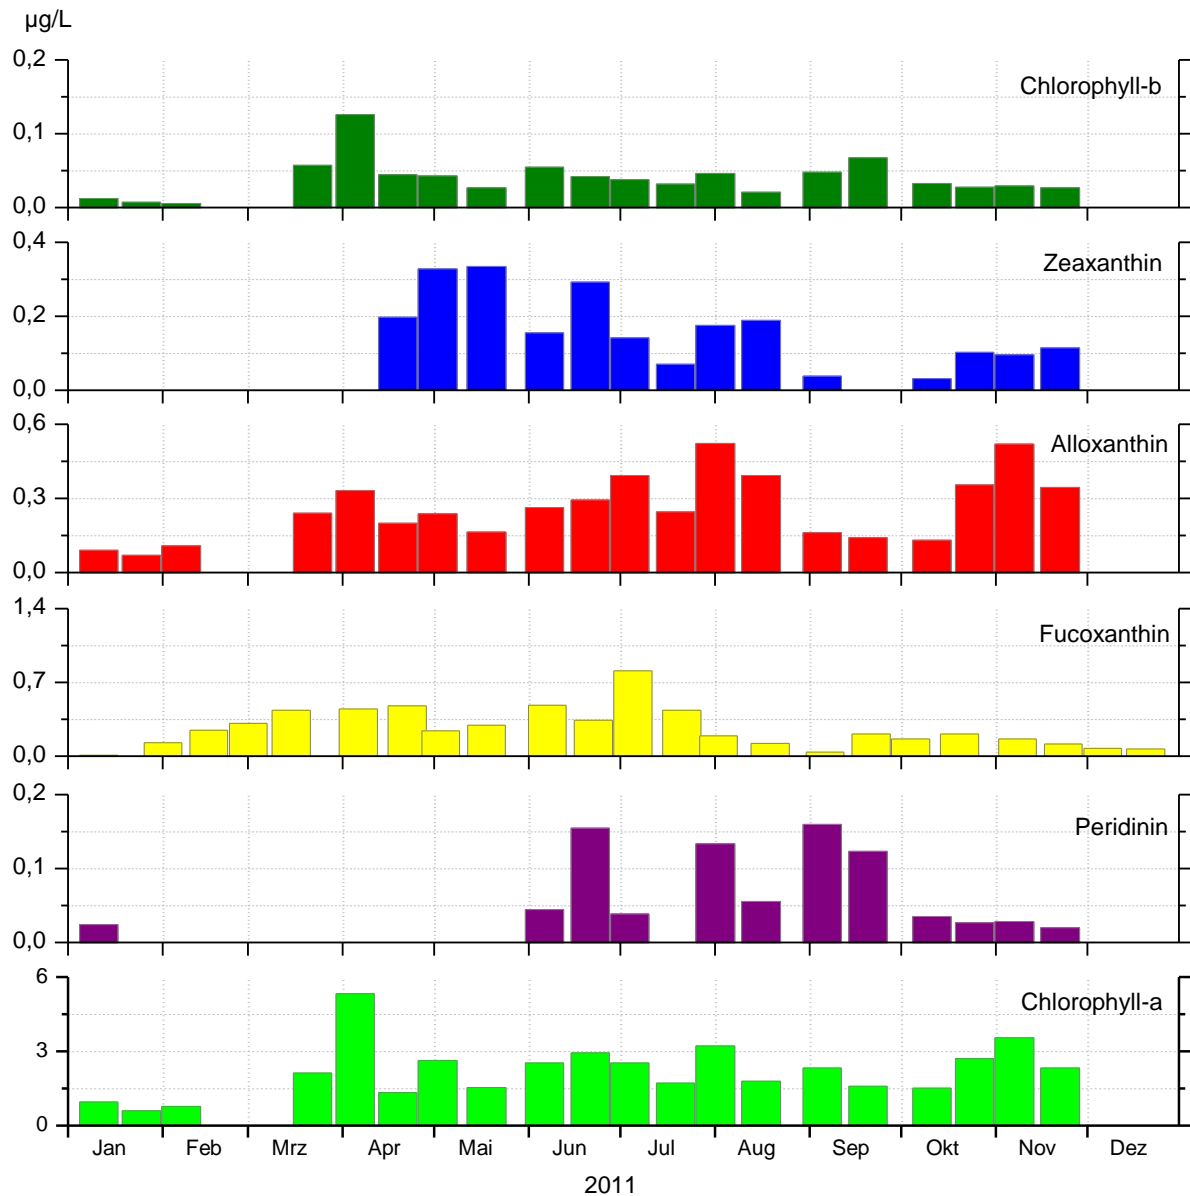 µg/L
0,2
Chlorophyll-b
0,1
0,0
0,4
Zeaxanthin
0,2
0,0
0,6
Alloxanthin
0,3
0,0
1,4
Fucoxanthin
0,7
0,0
0,2
Peridinin
0,1
0,0
6
Chlorophyll-a
3
0
Jan Feb Mrz Apr Mai Jun Jul Aug Sep Okt Nov Dez
2011